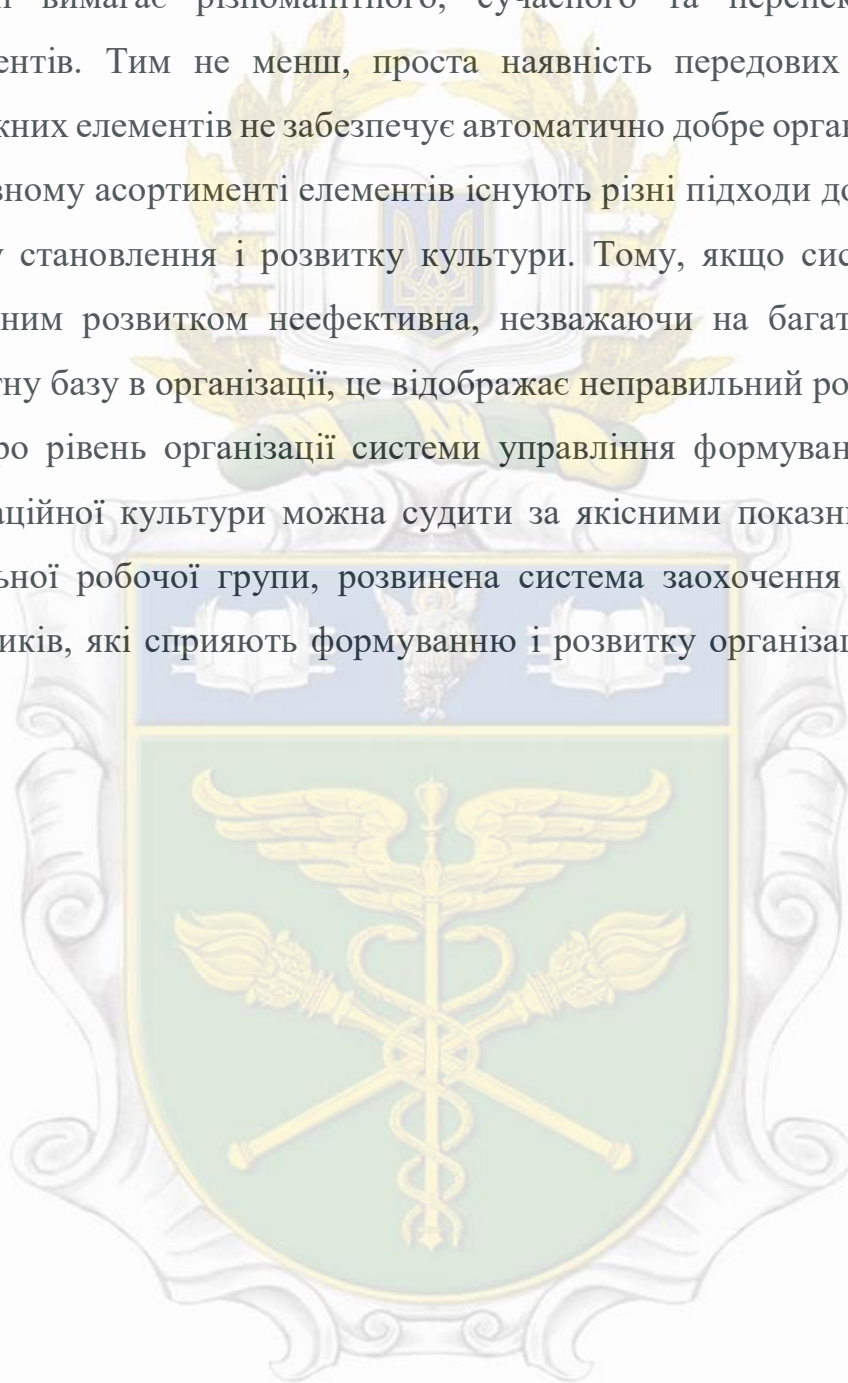 вимагає різноманітного, сучасного та перспек
ентів. Тим не менш, проста наявність передових
жних елементів не забезпечує автоматично добре орган
вному асортименті елементів існують різні підходи до
у становлення і розвитку культури. Тому, якщо сис
ним розвитком неефективна, незважаючи на багат
тну базу в організації, це відображає неправильний ро
ро рівень організації системи управління формуван
аційної культури можна судити за якісними показн
ьної робочої групи, розвинена система заохочення
иків, які сприяють формуванню і розвитку організац